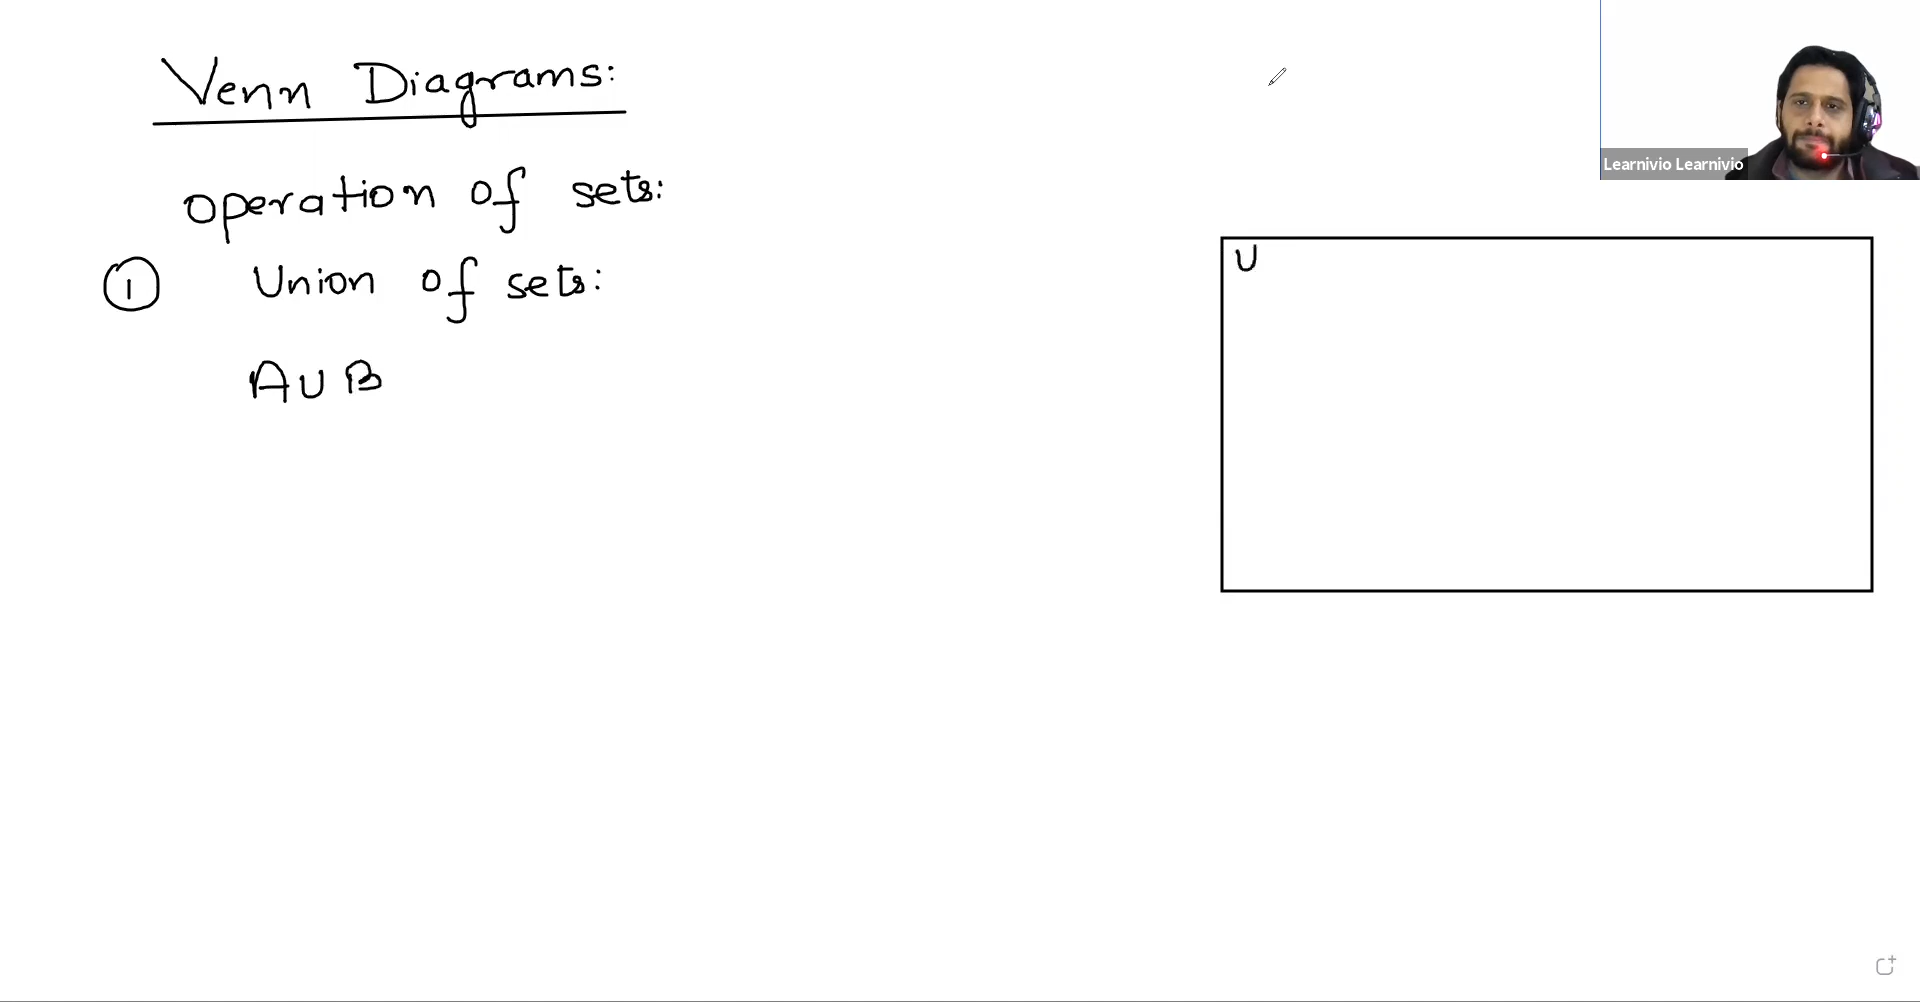 Venn Diagrams:
operation of sets:
① Union of sets:
A∪B
U
Learnivio Learnivio